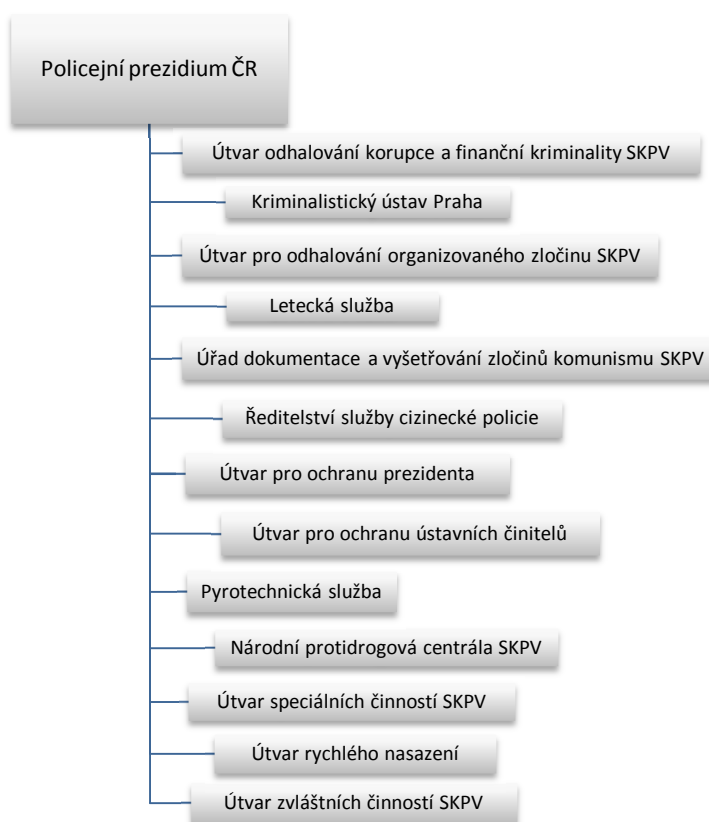 Policejní prezidium ČR
Útvar odhalování korupce a finanční kriminality SKPV
Kriminalistický ústav Praha
Útvar pro odhalování organizovaného zločinu SKPV
Letecká služba
Úřad dokumentace a vyšetřování zločinů komunismu SKPV
Ředitelství služby cizinecké policie
Útvar pro ochranu prezidenta
Útvar pro ochranu ústavních činitelů
Pyrotechnická služba
Národní protidrogová centrála SKPV
Útvar speciálních činností SKPV
Útvar rychlého nasazení
Útvar zvláštních činností SKPV